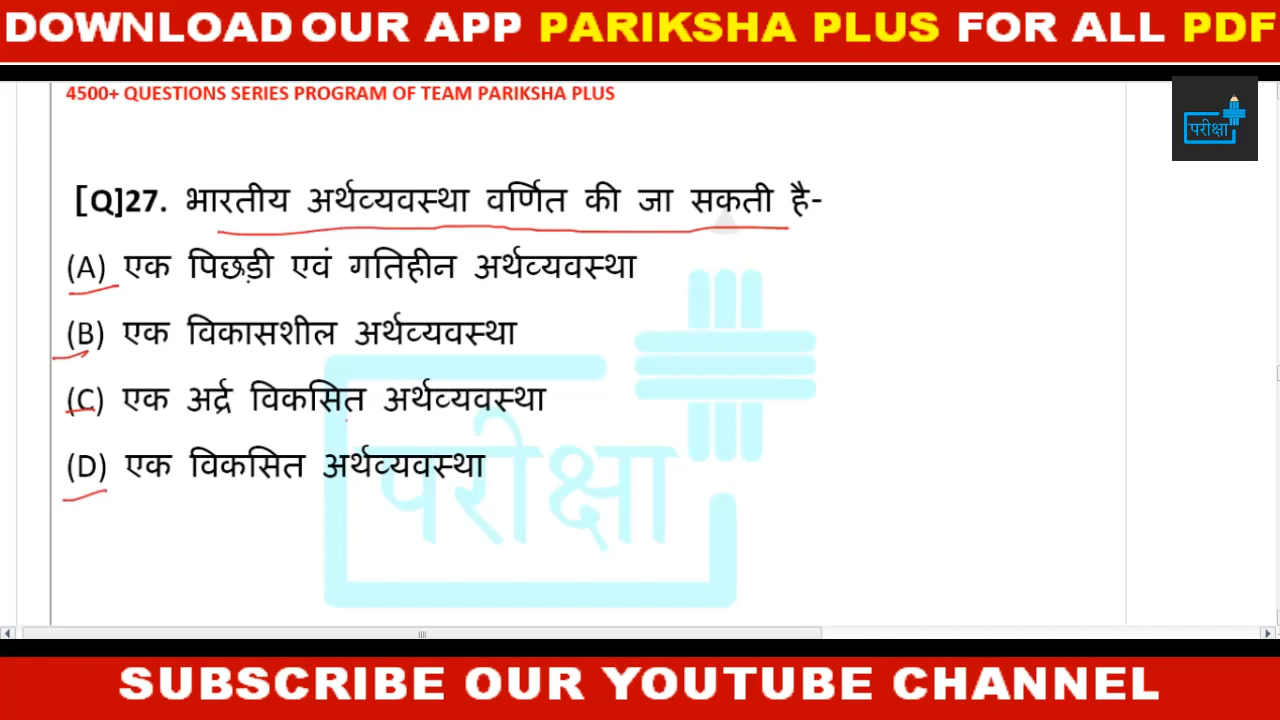 DOWNLOAD OUR APP PARIKSHA PLUS FOR ALL PDF
4500+ QUESTIONS SERIES PROGRAM OF TEAM PARIKSHA PLUS
परीक्षा
[Q]27. भारतीय अर्थव्यवस्था वर्णित की जा सकती है-
(A) एक पिछड़ी एवं गतिहीन अर्थव्यवस्था
(B) एक विकासशील अर्थव्यवस्था
(C) एक अर्द्र विकसित अर्थव्यवस्था
(D) एक विकसित अर्थव्यवस्था
परीक्षा
SUBSCRIBE OUR YOUTUBE CHANNEL